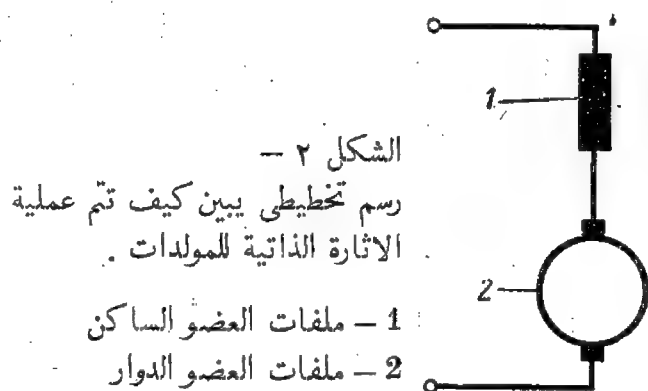 الشكل ٢ –
رسم تخطيطى يبين كيف تتم عملية
الاثارة الذاتية للمولدات .
1 – ملفات العضو الساكن
2 – ملفات العضو الدوار
1
2